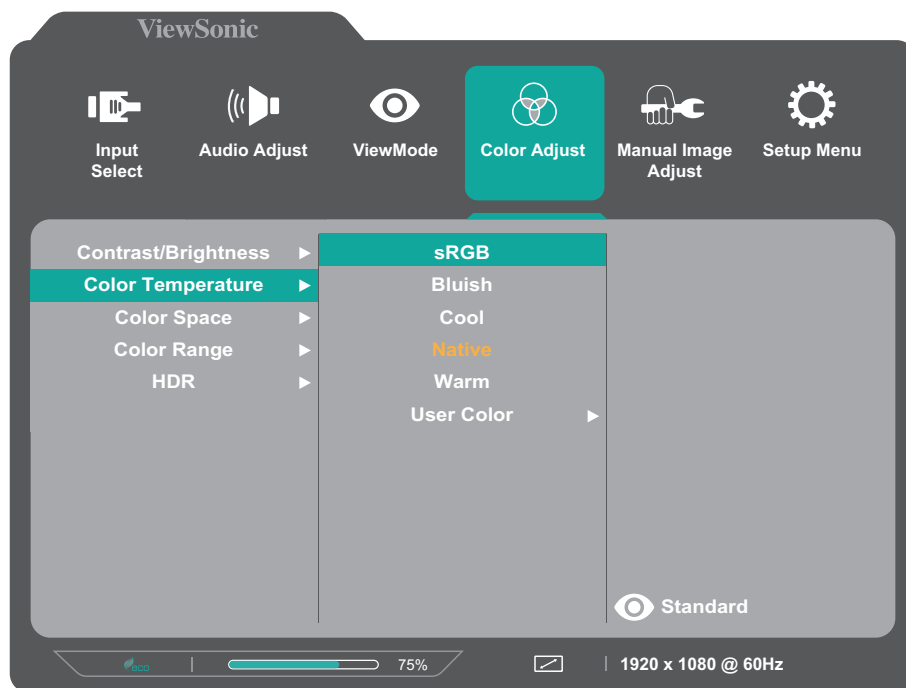 ViewSonic
Input
Select
Audio Adjust
ViewMode
Color Adjust
Manual Image
Adjust
Setup Menu
Contrast/Brightness
Color Temperature
Color Space
Color Range
HDR
sRGB
Bluish
Cool
Native
Warm
User Color
Standard
eco
75%
1920 x 1080 @ 60Hz